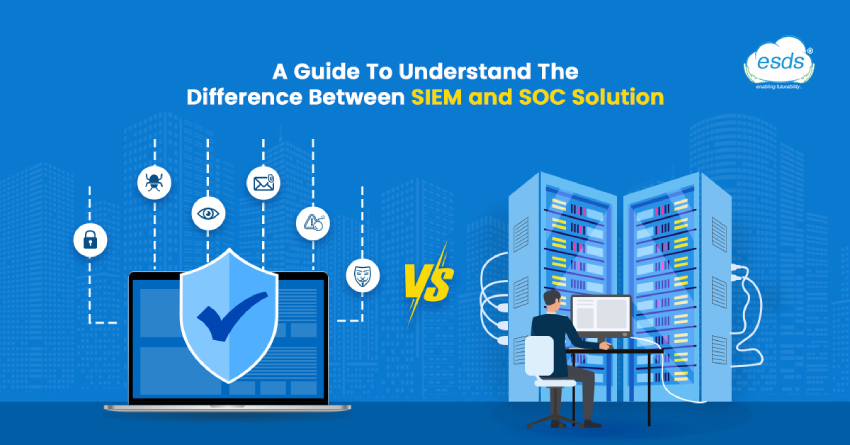 A Guide To Understand The
Difference Between SIEM and SOC Solution
esds
®
enabling futurability..
VS